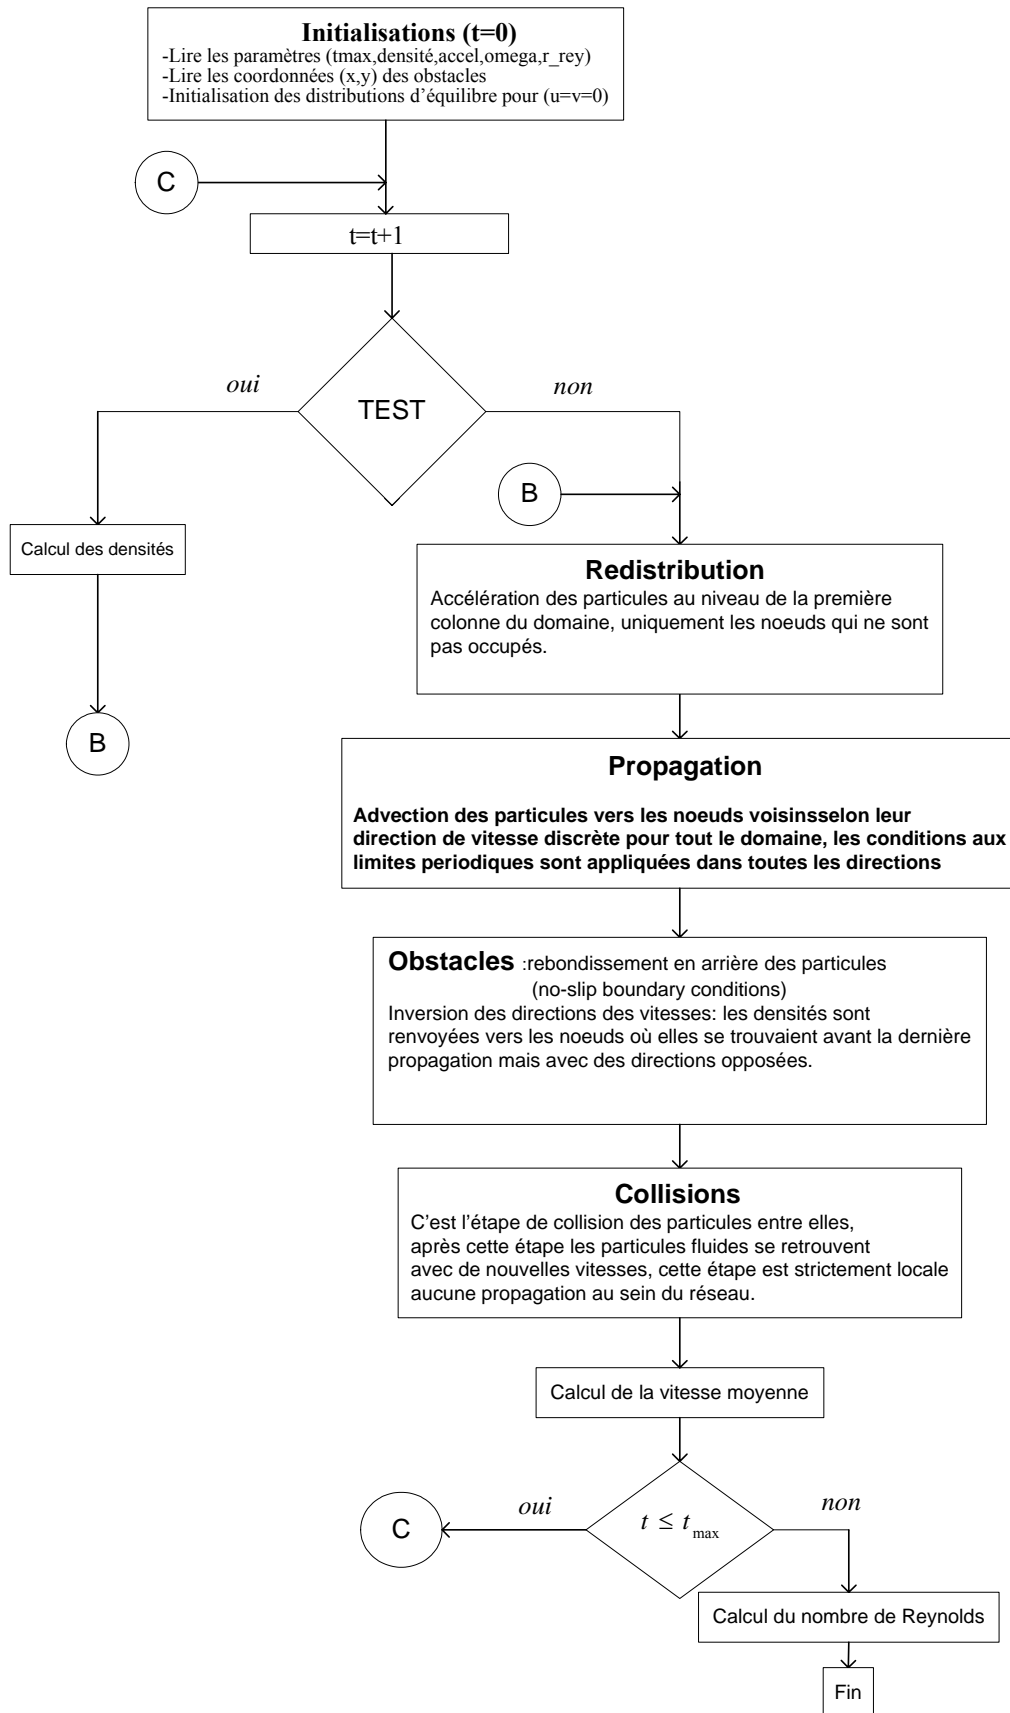 Initialisations (t=0)
-Lire les paramètres (tmax,densité,accel,omega,r_rey)
-Lire les coordonnées (x,y) des obstacles
-Initialisation des distributions d'équilibre pour (u=v=0)
C
t=t+1
oui
non
TEST
B
Calcul des densités
Redistribution
Accélération des particules au niveau de la première
colonne du domaine, uniquement les noeuds qui ne sont
pas occupés.
B
Propagation
Advection des particules vers les noeuds voisinsselon leur
direction de vitesse discrète pour tout le domaine, les conditions aux
limites periodiques sont appliquées dans toutes les directions
Obstacles :rebondissement en arrière des particules
(no-slip boundary conditions)
Inversion des directions des vitesses: les densités sont
renvoyées vers les noeuds où elles se trouvaient avant la dernière
propagation mais avec des directions opposées.
Collisions
C'est l'étape de collision des particules entre elles,
après cette étape les particules fluides se retrouvent
avec de nouvelles vitesses, cette étape est strictement locale
aucune propagation au sein du réseau.
Calcul de la vitesse moyenne
oui
non
C
t ≤ t max
Calcul du nombre de Reynolds
Fin